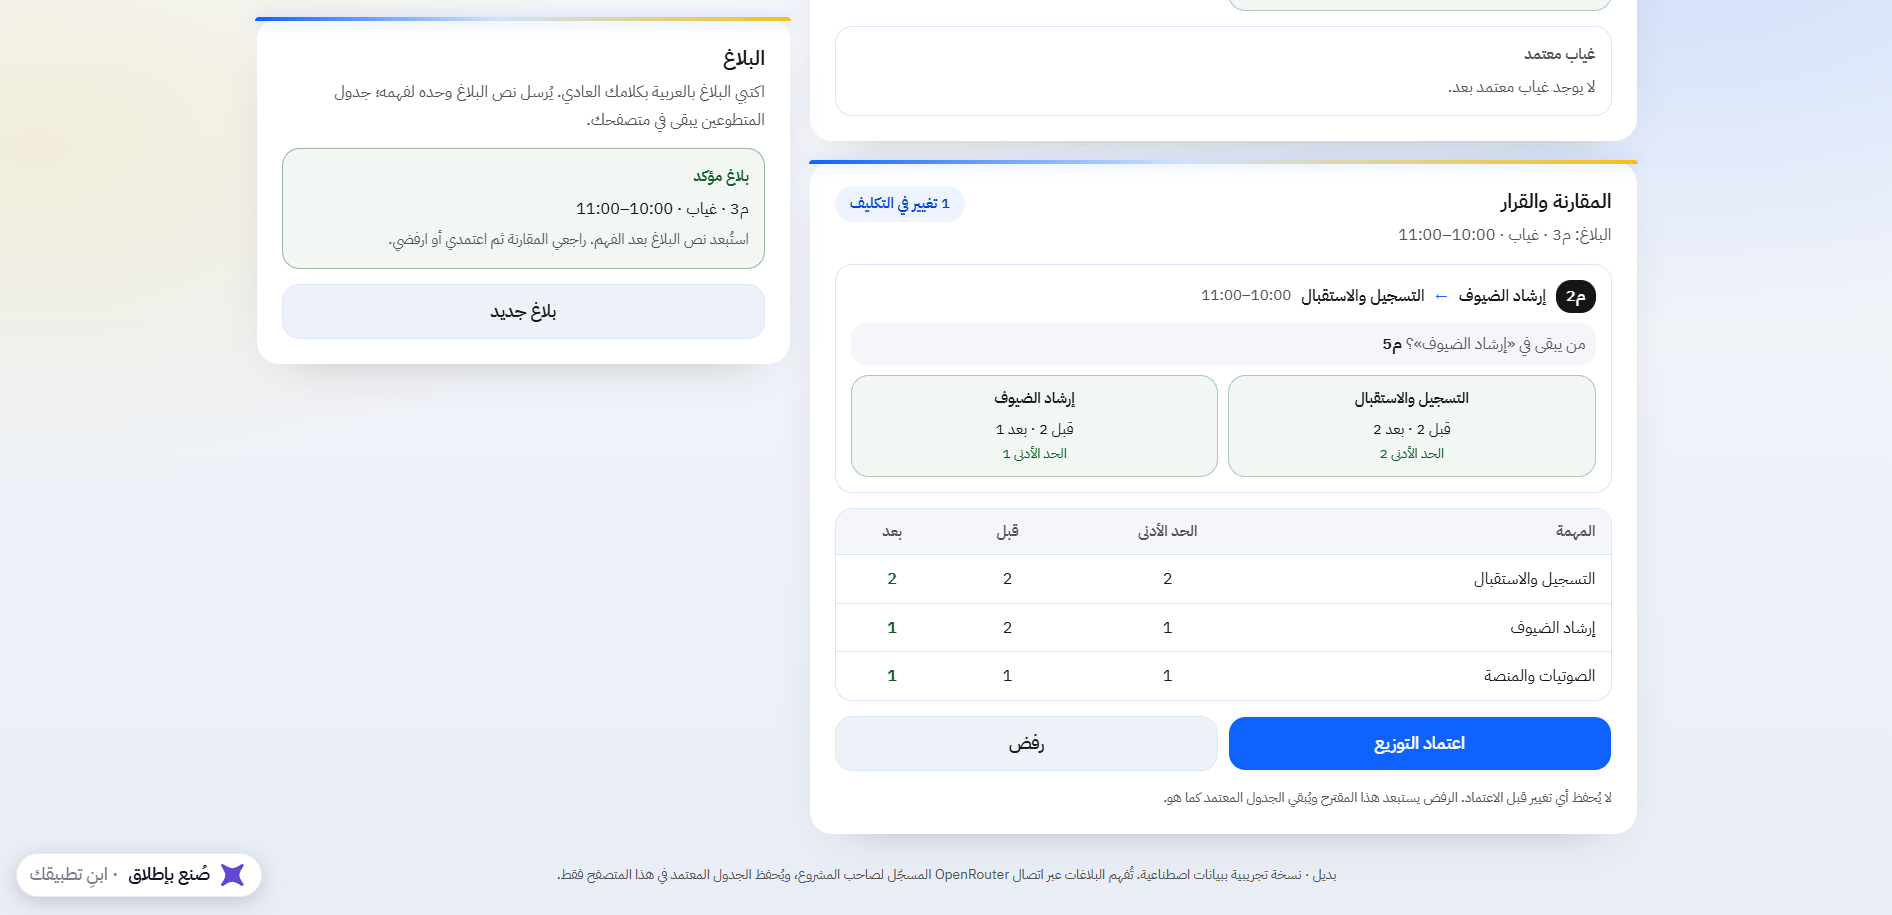 غياب معتمد
لا يوجد غياب معتمد بعد.
المقارنة والقرار
1 تغيير في التكليف
البلاغ: م3 · غياب · 10:00–11:00
م2 إرشاد الضيوف ← التسجيل والاستقبال 10:00–11:00
من يبقى في «إرشاد الضيوف»؟ م5
التسجيل والاستقبال
قبل 2 · بعد 2
الحد الأدنى 2
إرشاد الضيوف
قبل 2 · بعد 1
الحد الأدنى 1
المهمة الحد الأدنى قبل بعد
التسجيل والاستقبال 2 2 2
إرشاد الضيوف 1 2 1
الصوتيات والمنصة 1 1 1
اعتماد التوزيع
رفض
لا يُحفظ أي تغيير قبل الاعتماد. الرفض يستبعد هذا المقترح ويُبقي الجدول المعتمد كما هو.
البلاغ
اكتبي البلاغ بالعربية بكلامك العادي. يُرسل نص البلاغ وحده لفهمه؛ جدول
المتطوعين يبقى في متصفحك.
بلاغ مؤكد
م3 · غياب · 10:00–11:00
استُبعد نص البلاغ بعد الفهم. راجعي المقارنة ثم اعتمدي أو ارفضي.
بلاغ جديد
بديل · نسخة تجريبية ببيانات اصطناعية. تُفهم البلاغات عبر اتصال OpenRouter المسجّل لصاحب المشروع، ويُحفظ الجدول المعتمد في هذا المتصفح فقط.
صُنع بإطلاق · ابنِ تطبيقك